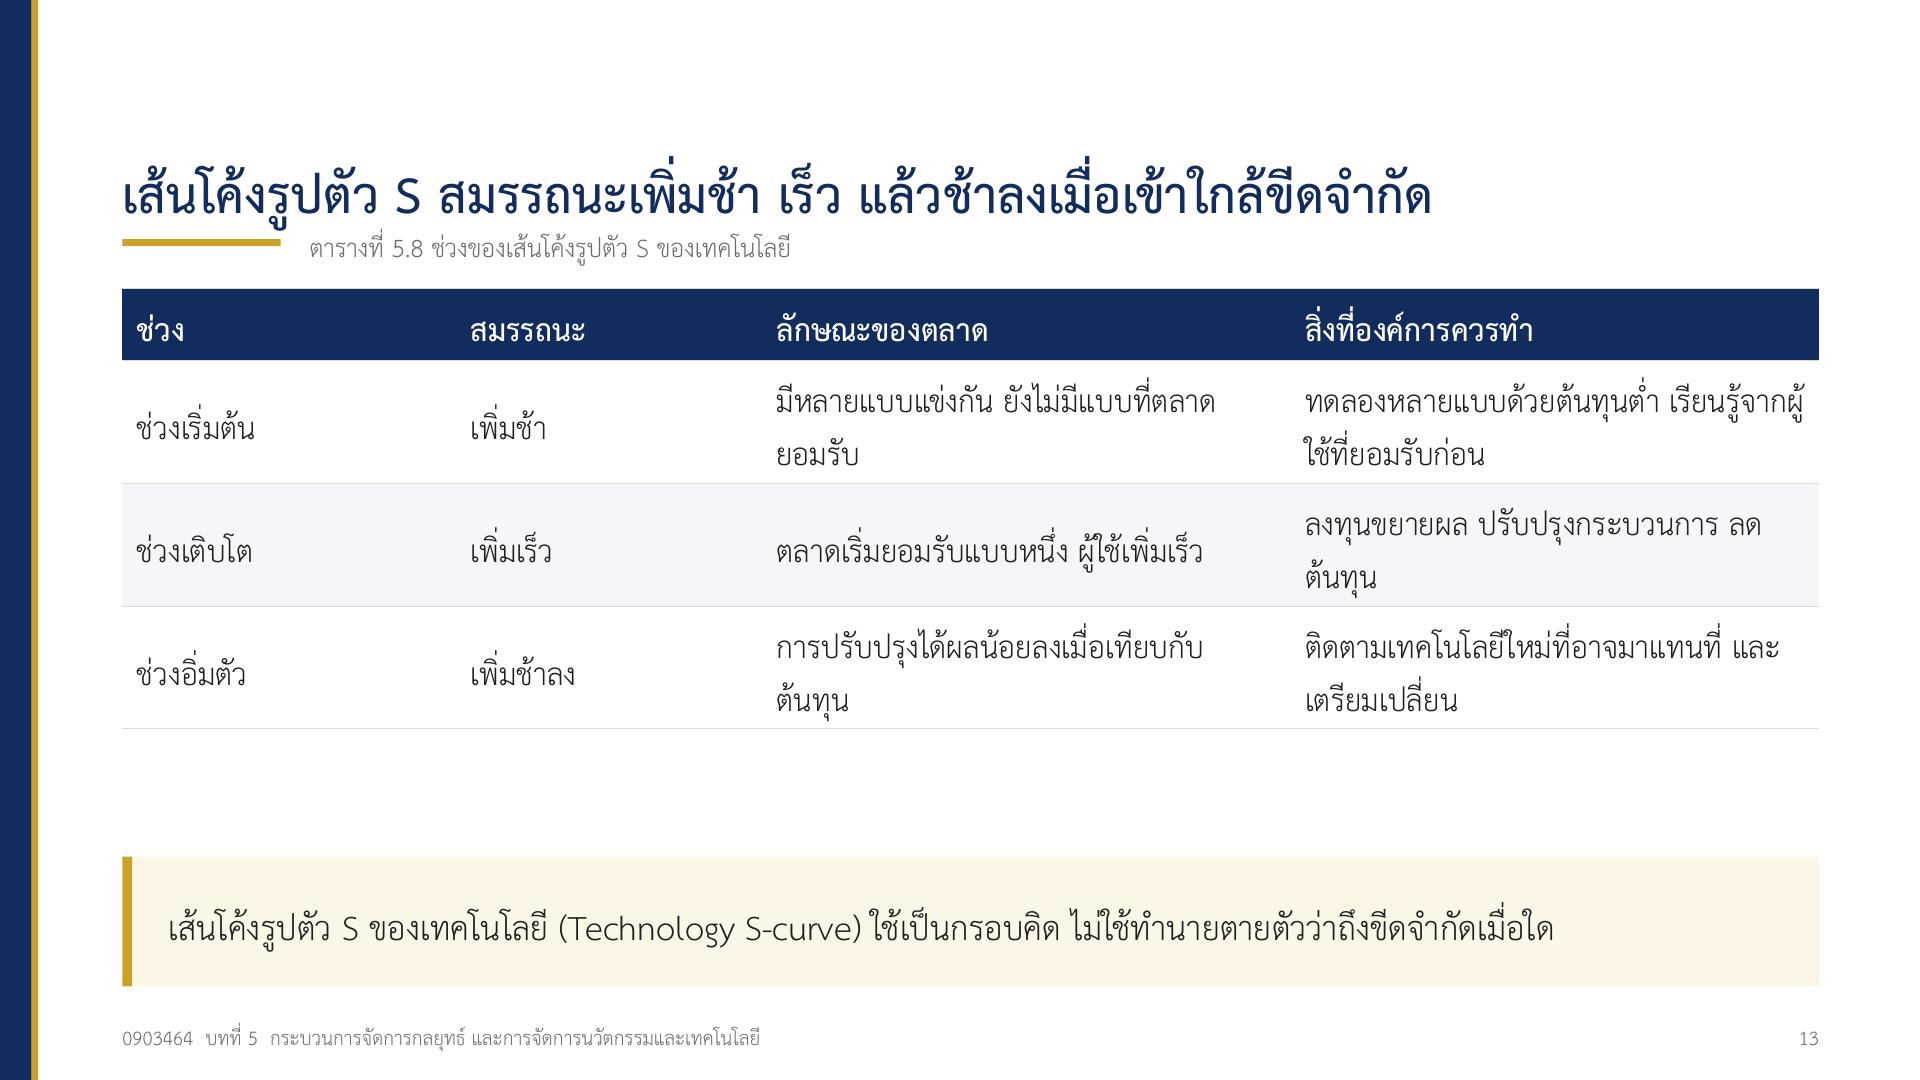 เส้นโค้งรูปตัว S สมรรถนะเพิ่มช้า เร็ว แล้วช้าลงเมื่อเข้าใกล้ขีดจำกัด
ตารางที่ 5.8 ช่วงของเส้นโค้งรูปตัว S ของเทคโนโลยี
ช่วง สมรรถนะ ลักษณะของตลาด สิ่งที่องค์การควรทำ
ช่วงเริ่มต้น เพิ่มช้า มีหลายแบบแข่งกัน ยังไม่มีแบบที่ตลาด
ยอมรับ
ทดลองหลายแบบด้วยต้นทุนต่ำ เรียนรู้จากผู้
ใช้ที่ยอมรับก่อน
ช่วงเติบโต เพิ่มเร็ว ตลาดเริ่มยอมรับแบบหนึ่ง ผู้ใช้เพิ่มเร็ว
ลงทุนขยายผล ปรับปรุงกระบวนการ ลด
ต้นทุน
ช่วงอิ่มตัว เพิ่มช้าลง การปรับปรุงได้ผลน้อยลงเมื่อเทียบกับ
ต้นทุน
ติดตามเทคโนโลยีใหม่ที่อาจมาแทนที่ และ
เตรียมเปลี่ยน
เส้นโค้งรูปตัว S ของเทคโนโลยี (Technology S-curve) ใช้เป็นกรอบคิด ไม่ใช้ทำนายตายตัวว่าถึงขีดจำกัดเมื่อใด
0903464 บทที่ 5 กระบวนการจัดการกลยุทธ์ และการจัดการนวัตกรรมและเทคโนโลยี
13